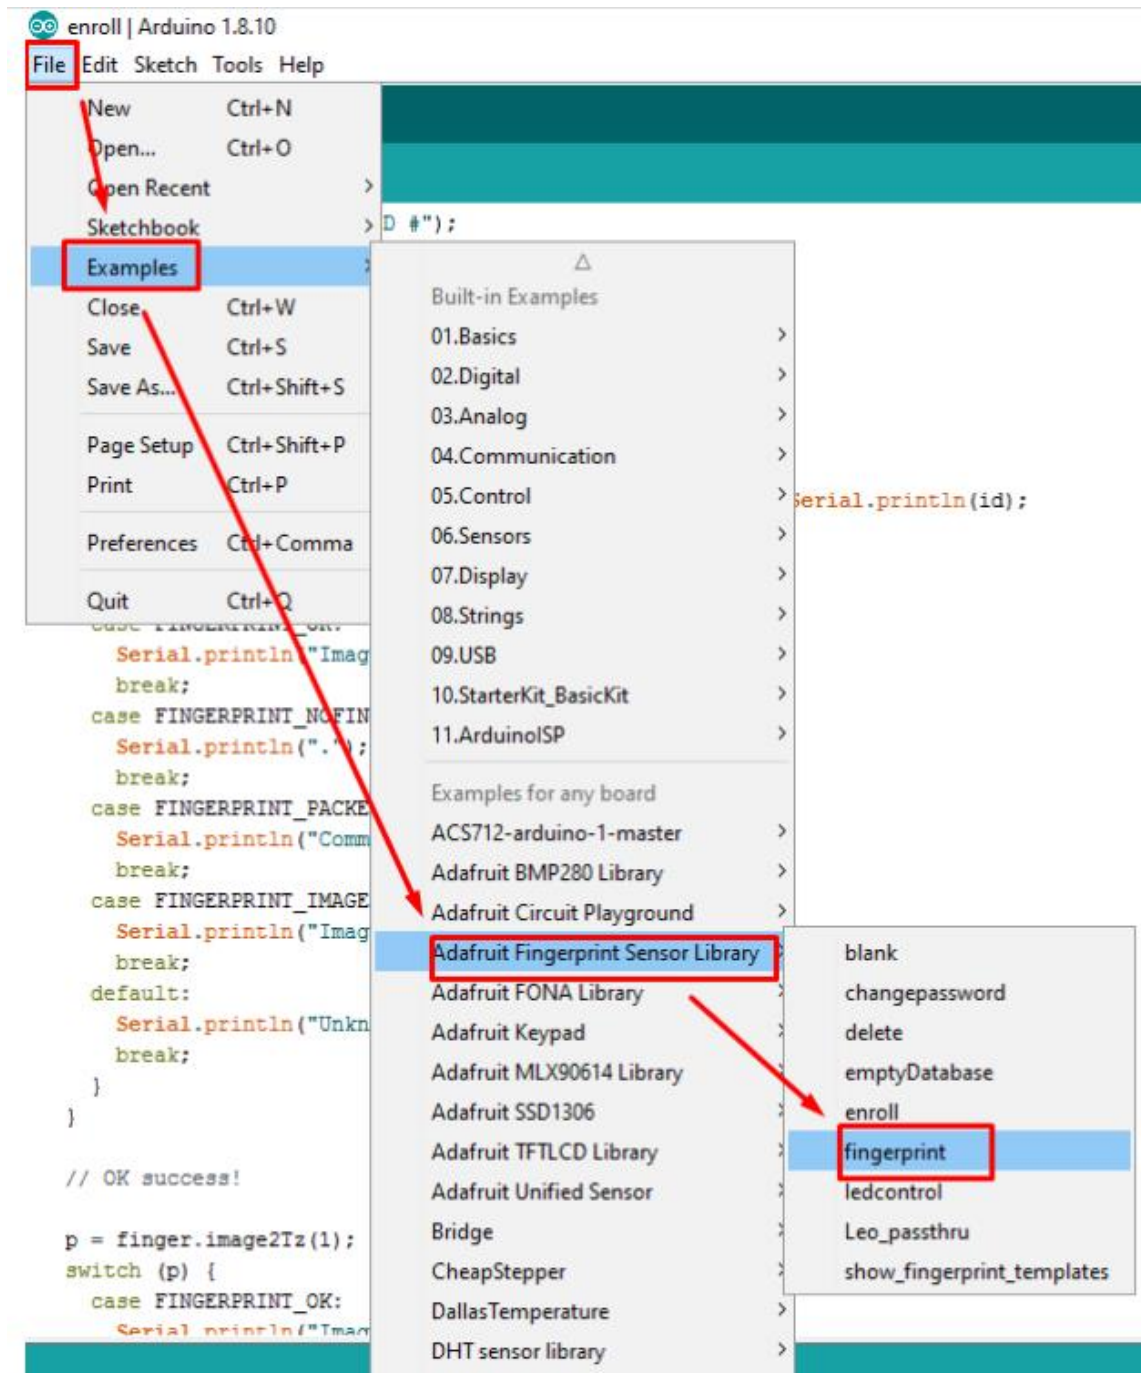 enroll | Arduino 1.8.10
File Edit Sketch Tools Help
New Ctrl+N
Open... Ctrl+O
Open Recent >
Sketchbook >
Examples
Close Ctrl+W
Save Ctrl+S
Save As... Ctrl+Shift+S
Page Setup Ctrl+Shift+P
Print Ctrl+P
Preferences Ctrl+Comma
Quit Ctrl+Q
D #");
Built-in Examples
01.Basics >
02.Digital >
03.Analog >
04.Communication >
05.Control >
06.Sensors >
07.Display >
08.Strings >
09.USB >
10.StarterKit_BasicKit >
11.ArduinoISP >
Examples for any board
ACS712-arduino-1-master >
Adafruit BMP280 Library >
Adafruit Circuit Playground >
Adafruit Fingerprint Sensor Library
Adafruit FONA Library
Adafruit Keypad
Adafruit MLX90614 Library
Adafruit SSD1306
Adafruit TFTLCD Library
Adafruit Unified Sensor
Bridge
CheapStepper
DallasTemperature >
DHT sensor library >
blank
changepassword
delete
emptyDatabase
enroll
fingerprint
ledcontrol
Leo_passthru
show_fingerprint_templates
Serial.println(id);
case FINGERPRINT_OK:
Serial.println("Imag
break;
case FINGERPRINT_NOFIN
Serial.println(".");
break;
case FINGERPRINT_PACKE
Serial.println("Comm
break;
case FINGERPRINT_IMAGE
Serial.println("Imag
break;
default:
Serial.println("Unkn
break;
}
}
// OK success!
p = finger.image2Tz(1);
switch (p) {
case FINGERPRINT_OK:
Serial.println("Imag